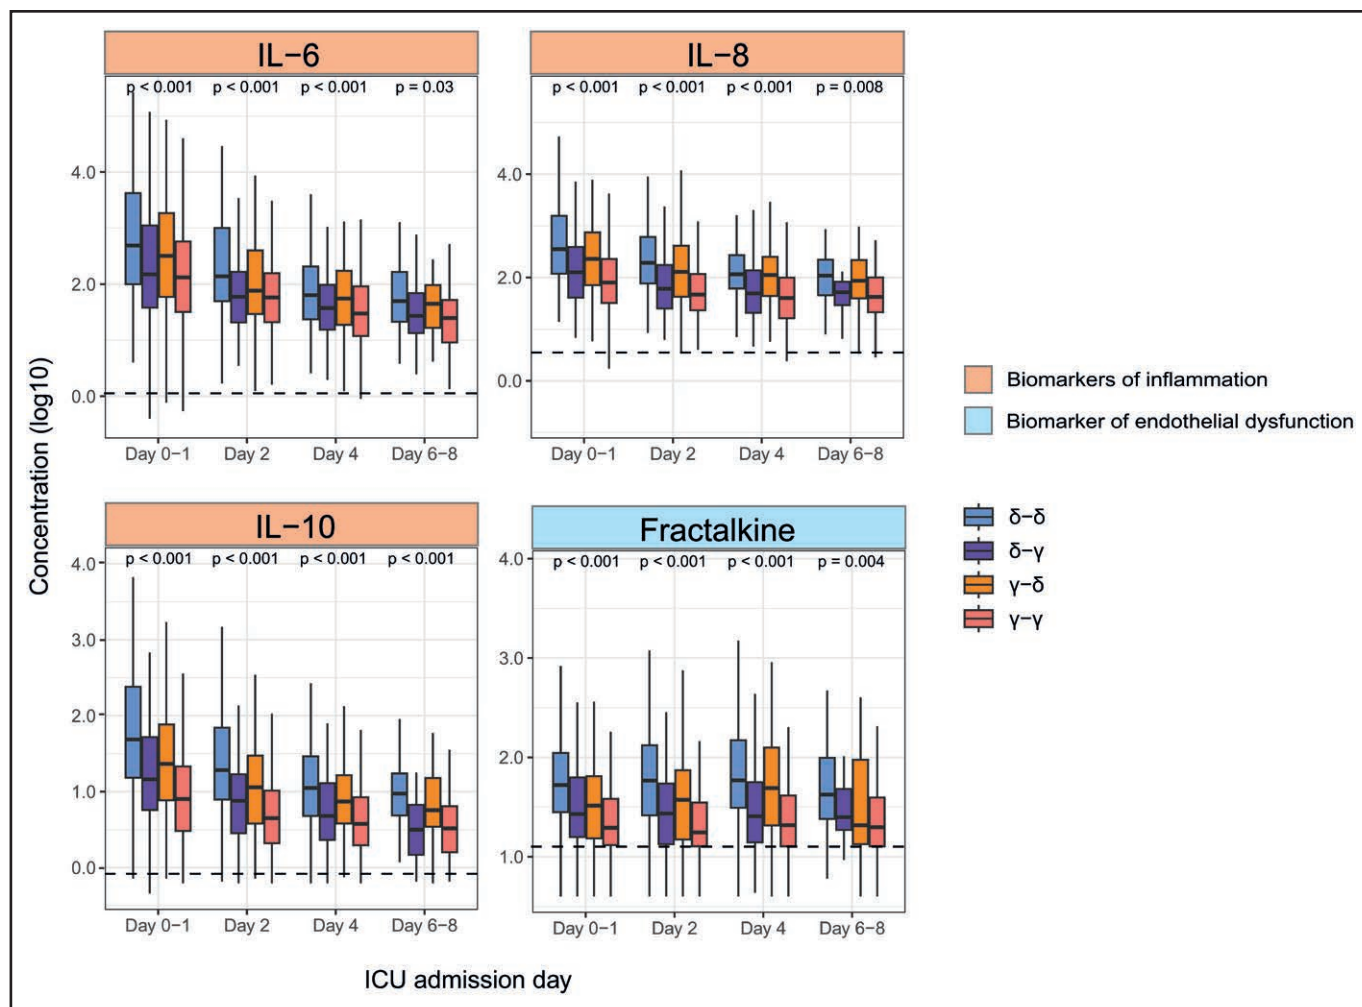 IL−6
p < 0.001 p < 0.001 p < 0.001 p = 0.03
4.0
2.0
0.0
Day 0−1 Day 2 Day 4 Day 6−8
IL−8
p < 0.001 p < 0.001 p < 0.001 p = 0.008
4.0
2.0
0.0
Day 0−1 Day 2 Day 4 Day 6−8
Concentration (log10)
IL−10
p < 0.001 p < 0.001 p < 0.001 p < 0.001
4.0
3.0
2.0
1.0
0.0
Day 0−1 Day 2 Day 4 Day 6−8
Fractalkine
p < 0.001 p < 0.001 p < 0.001 p = 0.004
4.0
3.0
2.0
1.0
Day 0−1 Day 2 Day 4 Day 6−8
ICU admission day
Biomarkers of inflammation
Biomarker of endothelial dysfunction
δ−δ
δ−γ
γ−δ
γ−γ